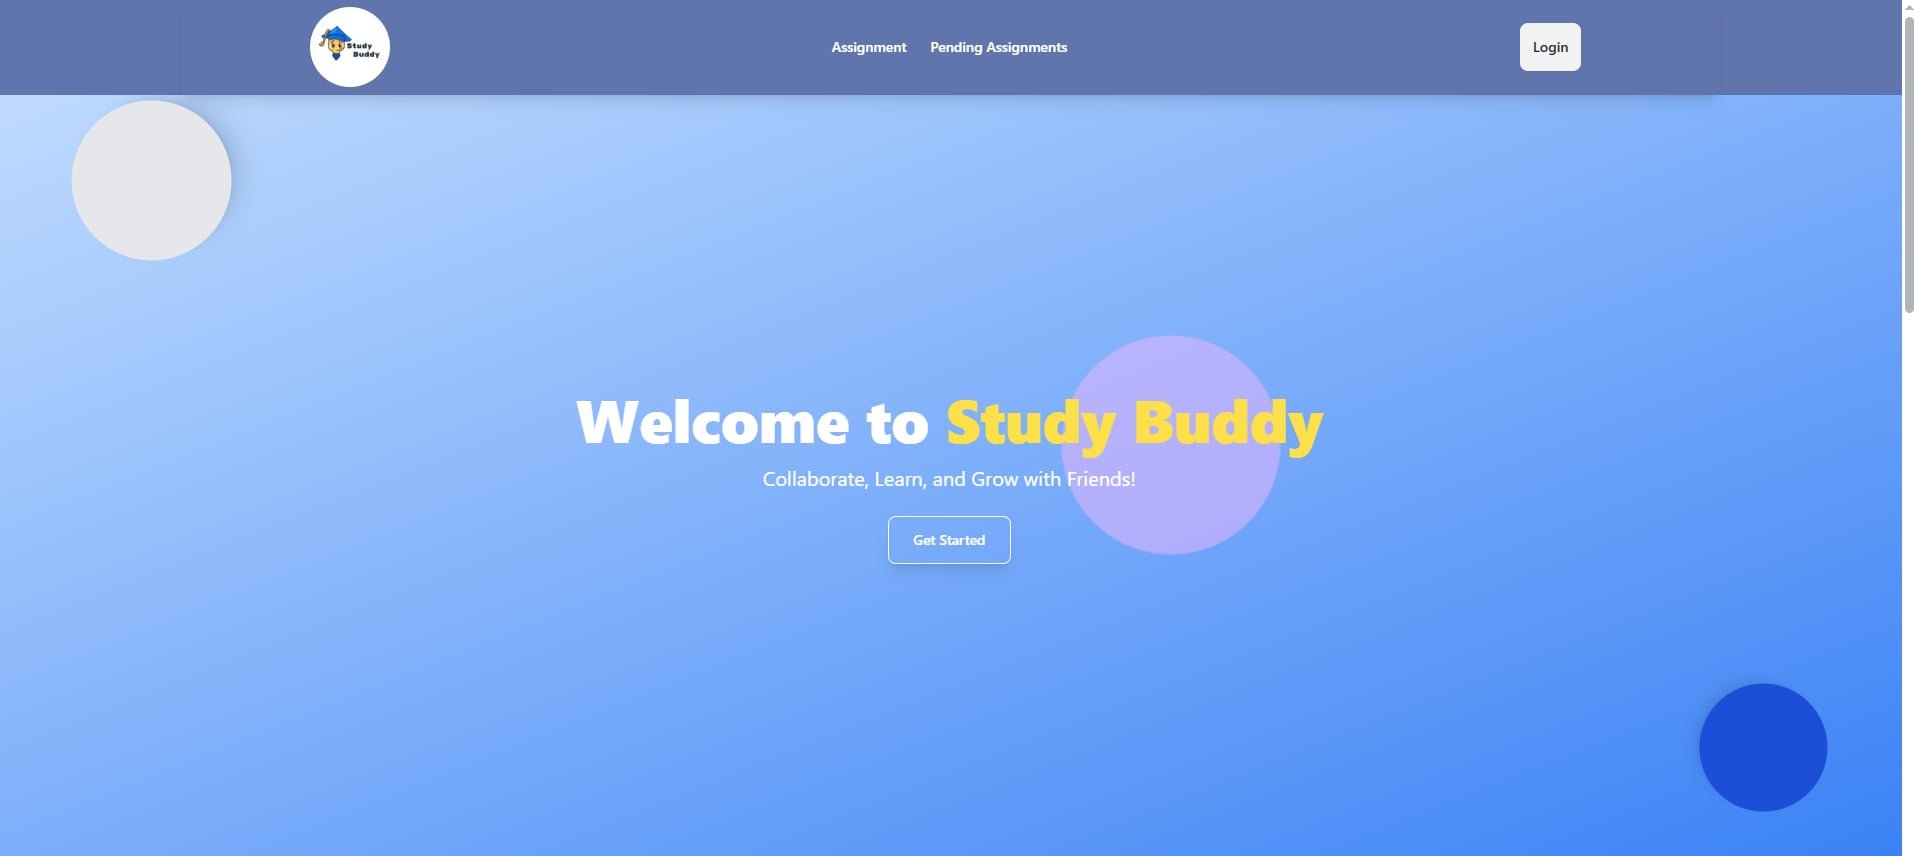 Study
Buddy
Assignment
Pending Assignments
Login
Welcome to Study Buddy
Collaborate, Learn, and Grow with Friends!
Get Started